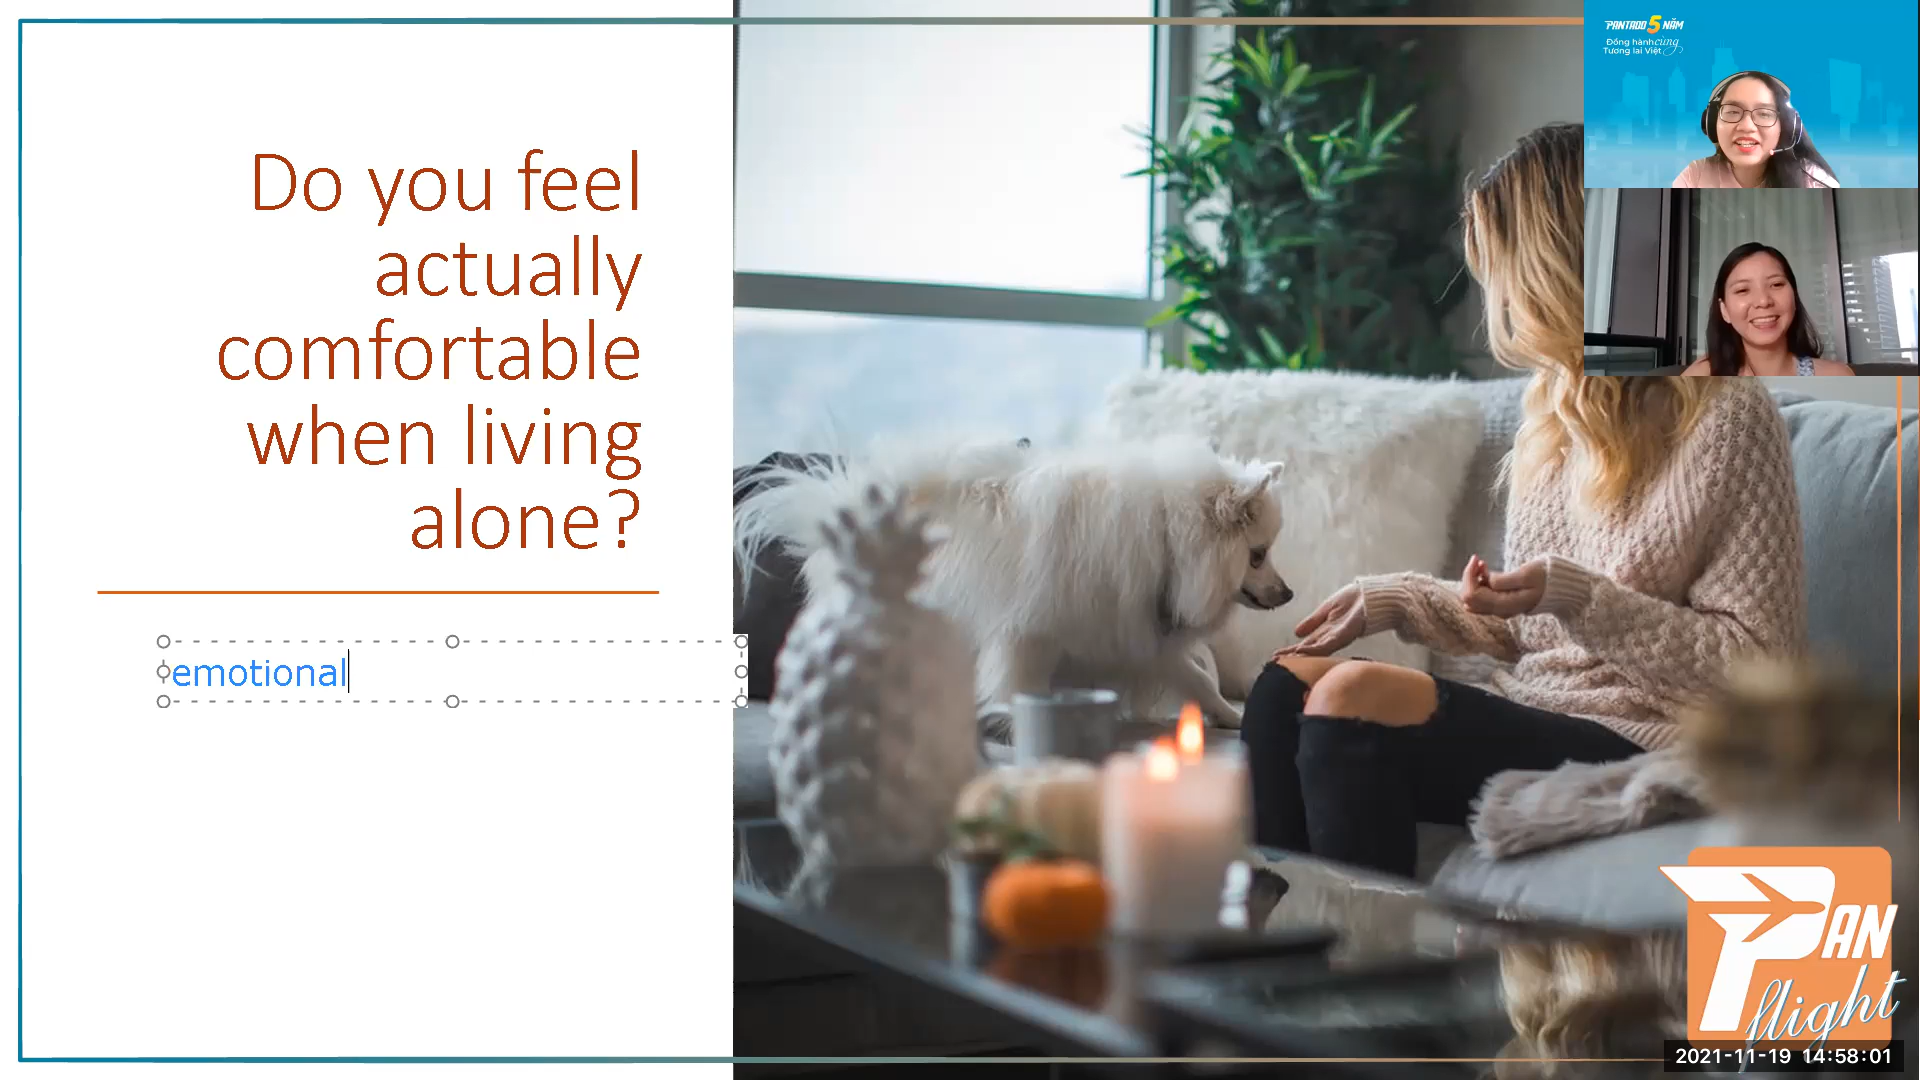 Do you feel
actually
comfortable
when living
alone?
emotional
PANTADO 5 NĂM
Đồng hành cùng
Tương lai Việt
PAN
flight
2021-11-19 14:58:01